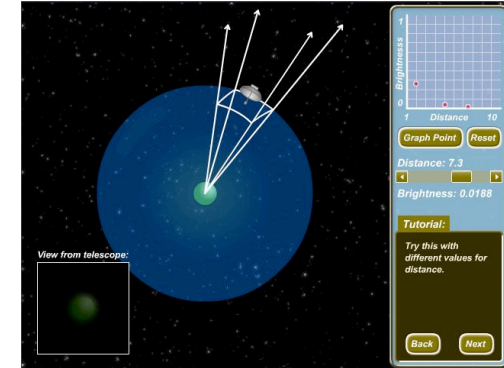 1
Brightnesss
0
1 Distance 10
Graph Point Reset
Distance: 7.3
Brightness: 0.0188
Tutorial:
Try this with
different values for
distance.
Back Next
View from telescope: